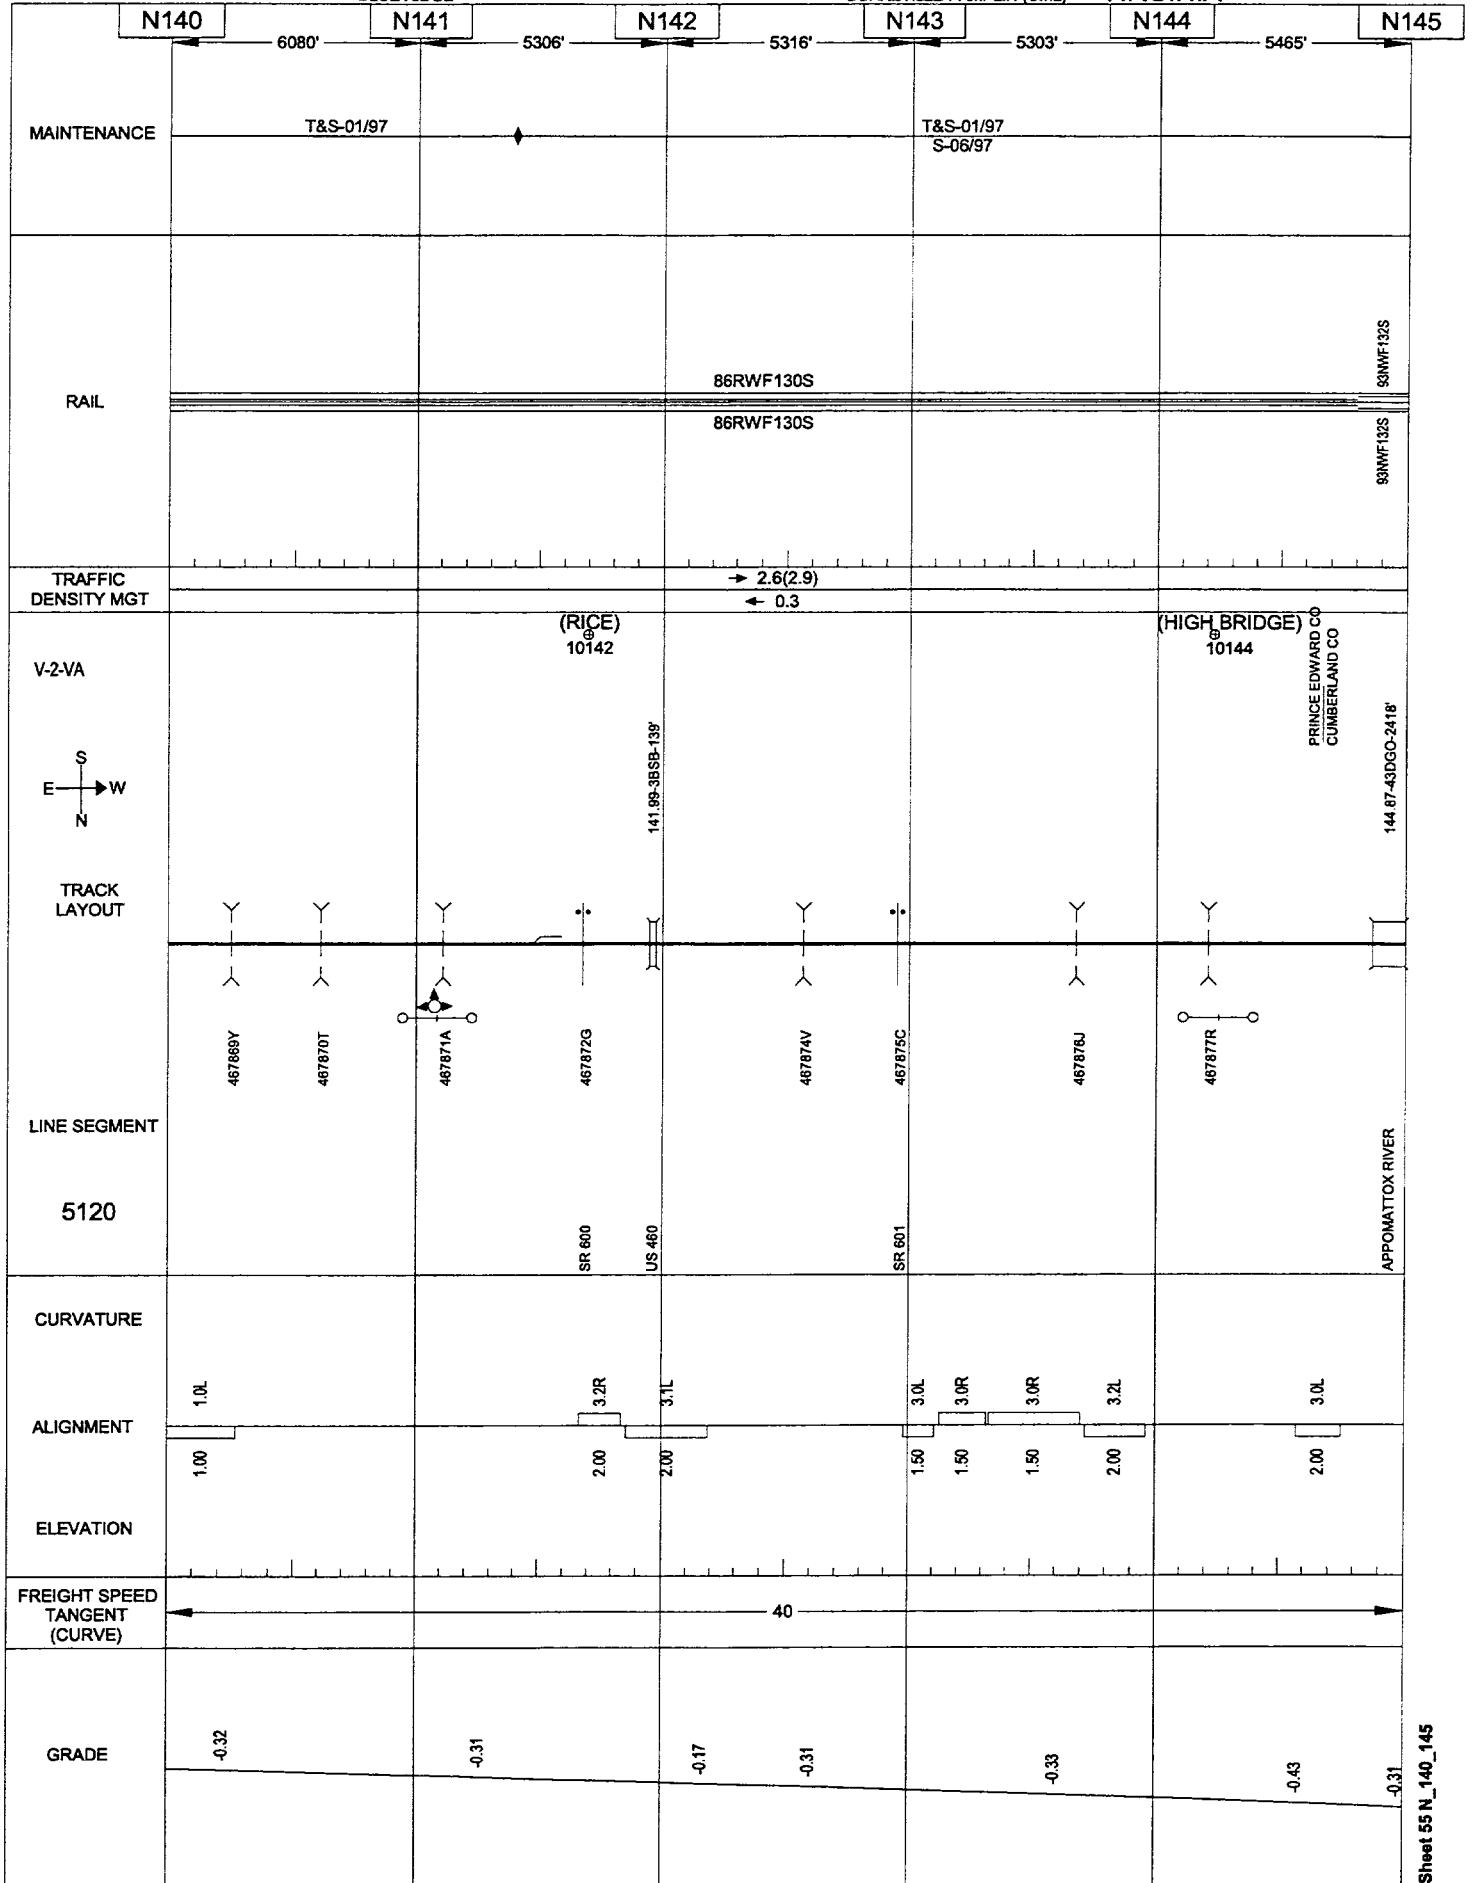 N140 N141 N142 N143 N144 N145
6080' 5306' 5316' 5303' 5465'
MAINTENANCE
T&S-01/97
T&S-01/97
S-06/97
RAIL
86RWF130S
86RWF130S
93NWF132S
93NWF132S
TRAFFIC
DENSITY MGT
→ 2.6(2.9)
← 0.3
(RICE)
10142
(HIGH BRIDGE)
10144
PRINCE EDWARD CO
CUMBERLAND CO
V-2-VA
S
E W
N
141.99-3BSB-139'
144.87-43DGO-2418'
TRACK
LAYOUT
467869Y
467870T
467871A
467872G
467874V
467875C
467876J
467877R
LINE SEGMENT
5120
SR 600
US 460
SR 601
APPOMATTOX RIVER
CURVATURE
1.0L 3.2R 3.1L 3.0L 3.0R 3.0R 3.2L 3.0L
ALIGNMENT
1.00 2.00 2.00 1.50 1.50 1.50 2.00 2.00
ELEVATION
FREIGHT SPEED
TANGENT
(CURVE)
40
GRADE
-0.32 -0.31 -0.17 -0.31 -0.33 -0.43 -0.31
Sheet 55 N_140_145